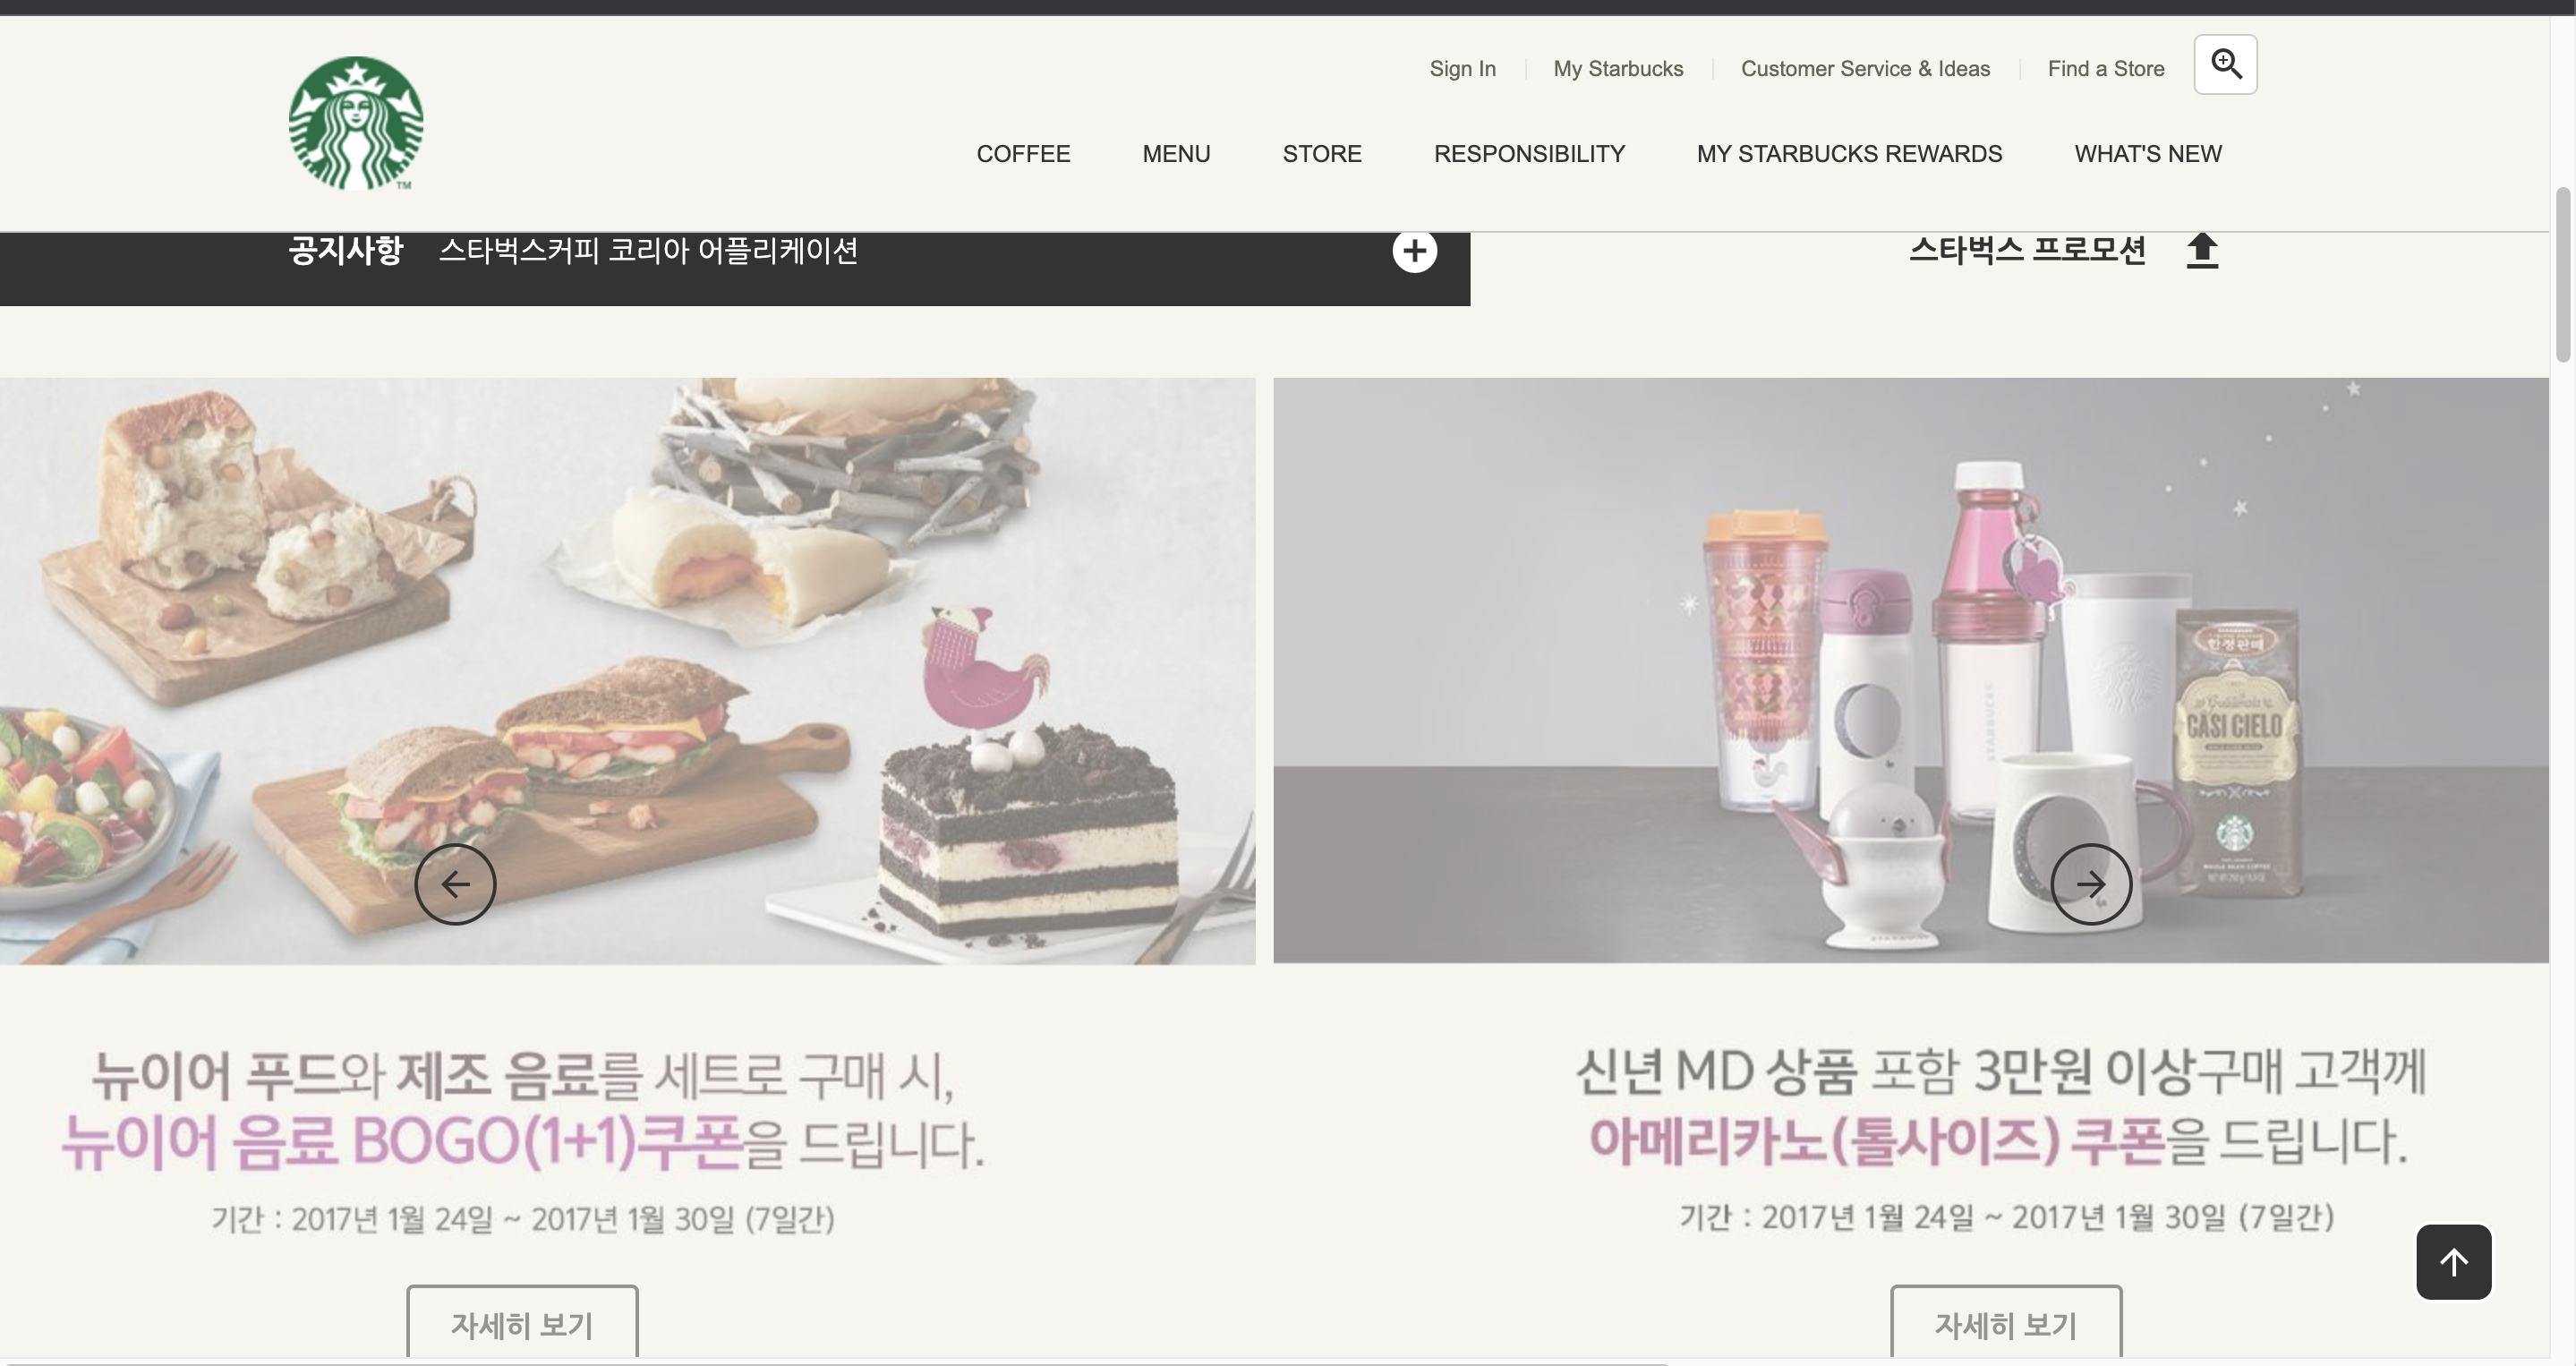 Sign In
My Starbucks
Customer Service & Ideas
Find a Store
COFFEE
MENU
STORE
RESPONSIBILITY
MY STARBUCKS REWARDS
WHAT'S NEW
TM
공지사항
스타벅스커피 코리아 어플리케이션
스타벅스 프로모션
한정판매
Guatemala
CASI CIELO
STARBUCKS
뉴이어 푸드와 제조 음료를 세트로 구매 시,
뉴이어 음료 BOGO(1+1)쿠폰을 드립니다.
기간 : 2017년 1월 24일 ~ 2017년 1월 30일 (7일간)
자세히 보기
신년 MD 상품 포함 3만원 이상구매 고객께
아메리카노(톨사이즈) 쿠폰을 드립니다.
기간 : 2017년 1월 24일 ~ 2017년 1월 30일 (7일간)
자세히 보기